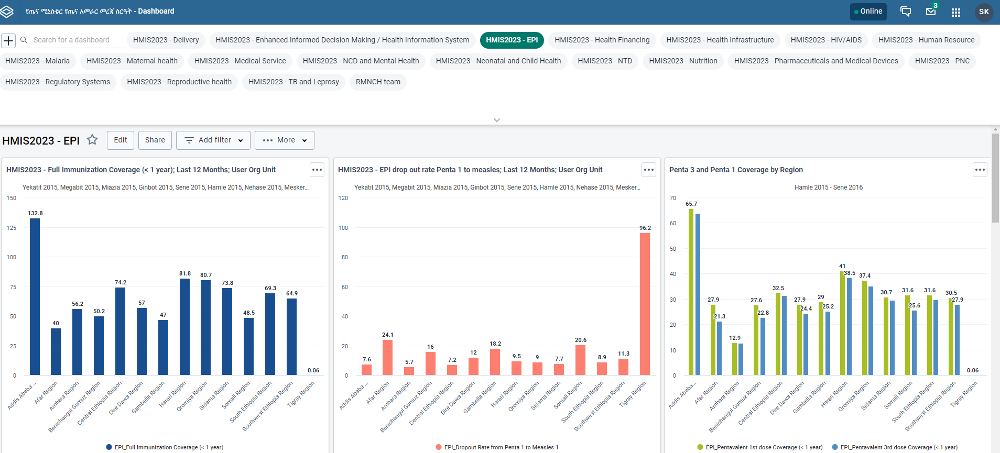 የጤና ሚኒስቴር የጤና አመራር መረጃ ስርዓት - Dashboard
Online
3
SK
Search for a dashboard
HMIS2023 - Delivery
HMIS2023 - Enhanced Informed Decision Making / Health Information System
HMIS2023 - EPI
HMIS2023 - Health Financing
HMIS2023 - Health Infrastructure
HMIS2023 - HIV/AIDS
HMIS2023 - Human Resource
HMIS2023 - Malaria
HMIS2023 - Maternal health
HMIS2023 - Medical Service
HMIS2023 - NCD and Mental Health
HMIS2023 - Neonatal and Child Health
HMIS2023 - NTD
HMIS2023 - Nutrition
HMIS2023 - Pharmaceuticals and Medical Devices
HMIS2023 - PNC
HMIS2023 - Regulatory Systems
HMIS2023 - Reproductive health
HMIS2023 - TB and Leprosy
RMNCH team
HMIS2023 - EPI
Edit
Share
Add filter
More
HMIS2023 - Full Immunization Coverage (< 1 year); Last 12 Months; User Org Unit
Yekatit 2015, Megabit 2015, Miazia 2015, Ginbot 2015, Sene 2015, Hamle 2015, Nehase 2015, Mesker...
150
125
100
75
50
25
0
132.8
40
56.2
50.2
74.2
57
47
81.8
80.7
73.8
48.5
69.3
64.9
0.06
Addis Ababa ...
Afar Region
Amhara Region
Benishangul Gumuz Region
Central Ethiopia Region
Dire Dawa Region
Gambella Region
Harari Region
Oromiya Region
Sidama Region
Somali Region
South Ethiopia Region
Southwest Ethiopia Region
Tigray Region
EPI_Full Immunization Coverage (< 1 year)
HMIS2023 - EPI drop out rate Penta 1 to measles; Last 12 Months; User Org Unit
Yekatit 2015, Megabit 2015, Miazia 2015, Ginbot 2015, Sene 2015, Hamle 2015, Nehase 2015, Mesker...
120
100
80
60
40
20
0
7.6
24.1
5.7
16
7.2
12
18.2
9.5
9
7.7
20.6
8.9
11.3
96.2
Addis Ababa ...
Afar Region
Amhara Region
Benishangul Gumuz Region
Central Ethiopia Region
Dire Dawa Region
Gambella Region
Harari Region
Oromiya Region
Sidama Region
Somali Region
South Ethiopia Region
Southwest Ethiopia Region
Tigray Region
EPI_Dropout Rate from Penta 1 to Measles 1
Penta 3 and Penta 1 Coverage by Region
Hamle 2015 - Sene 2016
70
60
50
40
30
20
10
0
65.7
27.9
21.3
12.9
27.6
22.8
32.5
27.9
24.4
29
25.2
41
38.5
37.4
30.7
31.6
25.6
31.6
30.5
27.9
0.06
Addis Ababa...
Afar Region
Amhara Region
Benishangul Gumuz Region
Central Ethiopia Region
Dire Dawa Region
Gambella Region
Harari Region
Oromiya Region
Sidama Region
Somali Region
South Ethiopia Region
Southwest Ethiopia Region
Tigray Region
EPI_Pentavalent 1st dose Coverage (< 1 year)
EPI_Pentavalent 3rd dose Coverage (< 1 year)